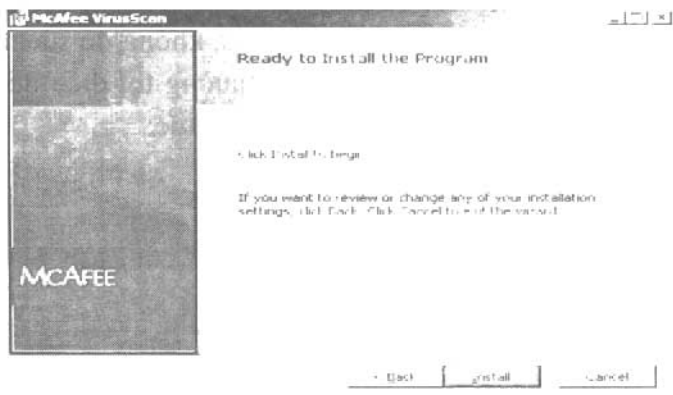 McAfee VirusScan
Ready to Install the Program
Click Install to begin
If you want to review or change any of your installation
settings, click Back. Click Cancel to exit the wizard.
MCAFEE
< Back
Install
Cancel